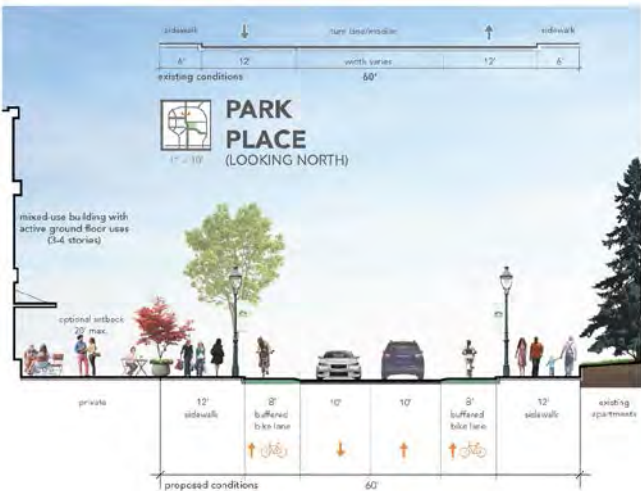 sidewalk turn lane/median sidewalk
6' 12' width varies 12' 6'
existing conditions 60'
PARK
PLACE
(LOOKING NORTH)
1" = 10'
mixed-use building with
active ground floor uses
(3-4 stories)
optional setback
20' max.
private 12' 8' 10' 10' 8' 12' existing
sidewalk buffered buffered sidewalk apartments
bike lane bike lane
proposed conditions 60'